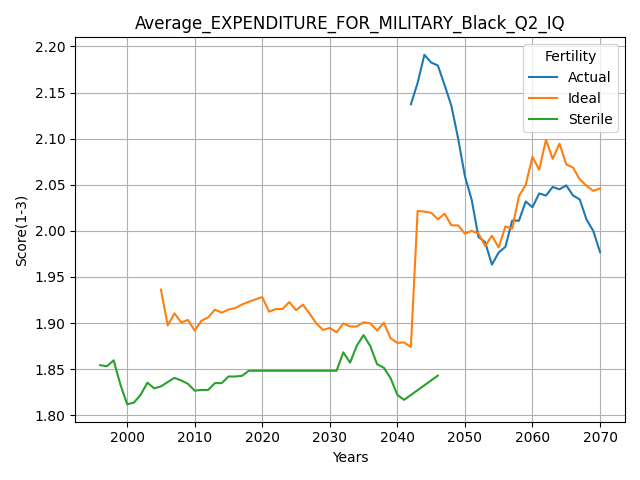 Average_EXPENDITURE_FOR_MILITARY_Black_Q2_IQ
Fertility
Actual
Ideal
Sterile
Score(1-3)
2.20
2.15
2.10
2.05
2.00
1.95
1.90
1.85
1.80
2000 2010 2020 2030 2040 2050 2060 2070
Years